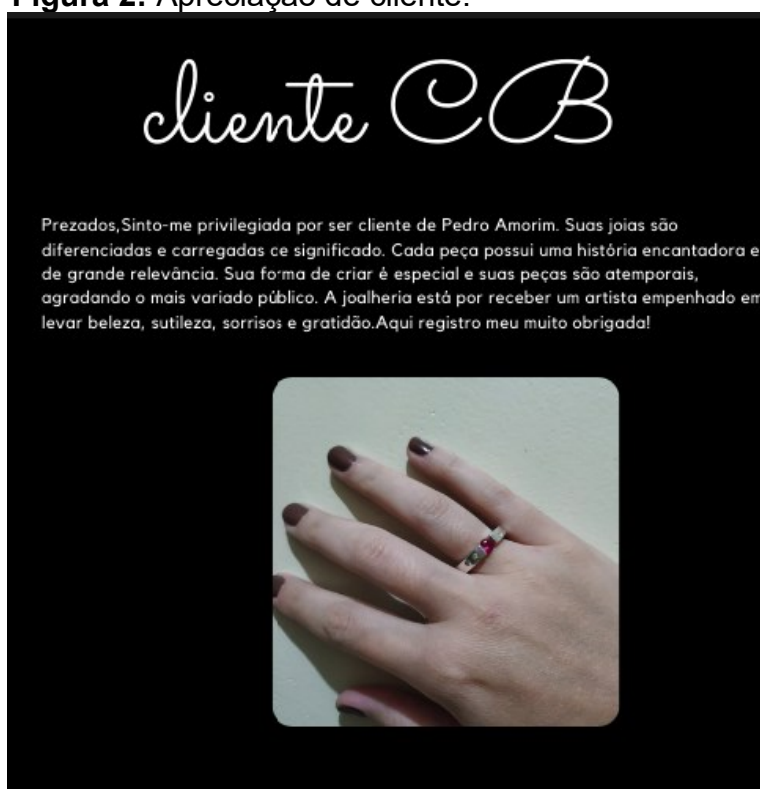 Figura 2. Apreciação de cliente.
cliente CB
Prezados,Sinto-me privilegiada por ser cliente de Pedro Amorim. Suas joias são
diferenciadas e carregadas de significado. Cada peça possui uma história encantadora e
de grande relevância. Sua forma de criar é especial e suas peças são atemporais,
agradando o mais variado público. A joalheria está por receber um artista empenhado em
levar beleza, sutileza, sorrisos e gratidão.Aqui registro meu muito obrigada!